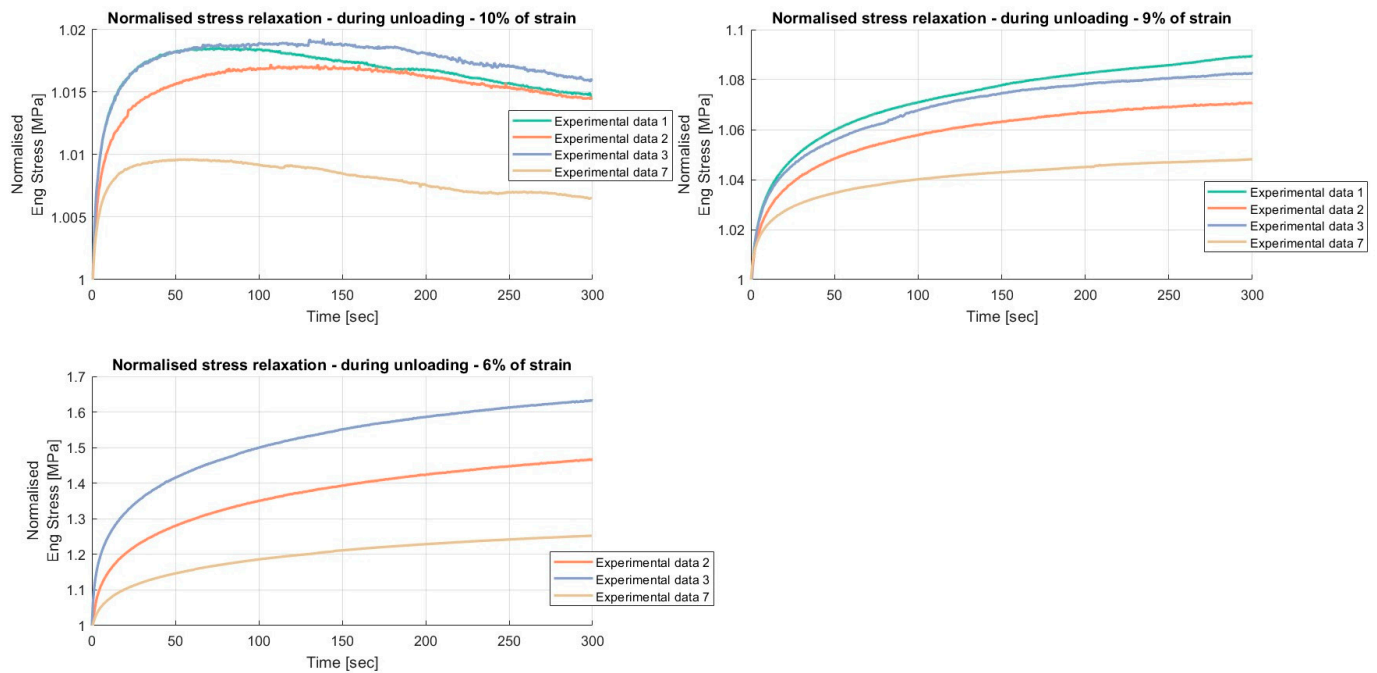 Normalised stress relaxation - during unloading - 10% of strain
1.02
1.015
1.01
1.005
1
0
50
100
150
200
250
300
Normalised
Eng Stress [MPa]
Time [sec]
Experimental data 1
Experimental data 2
Experimental data 3
Experimental data 7
Normalised stress relaxation - during unloading - 9% of strain
1.1
1.08
1.06
1.04
1.02
1
0
50
100
150
200
250
300
Normalised
Eng Stress [MPa]
Time [sec]
Experimental data 1
Experimental data 2
Experimental data 3
Experimental data 7
Normalised stress relaxation - during unloading - 6% of strain
1.7
1.6
1.5
1.4
1.3
1.2
1.1
1
0
50
100
150
200
250
300
Normalised
Eng Stress [MPa]
Time [sec]
Experimental data 2
Experimental data 3
Experimental data 7